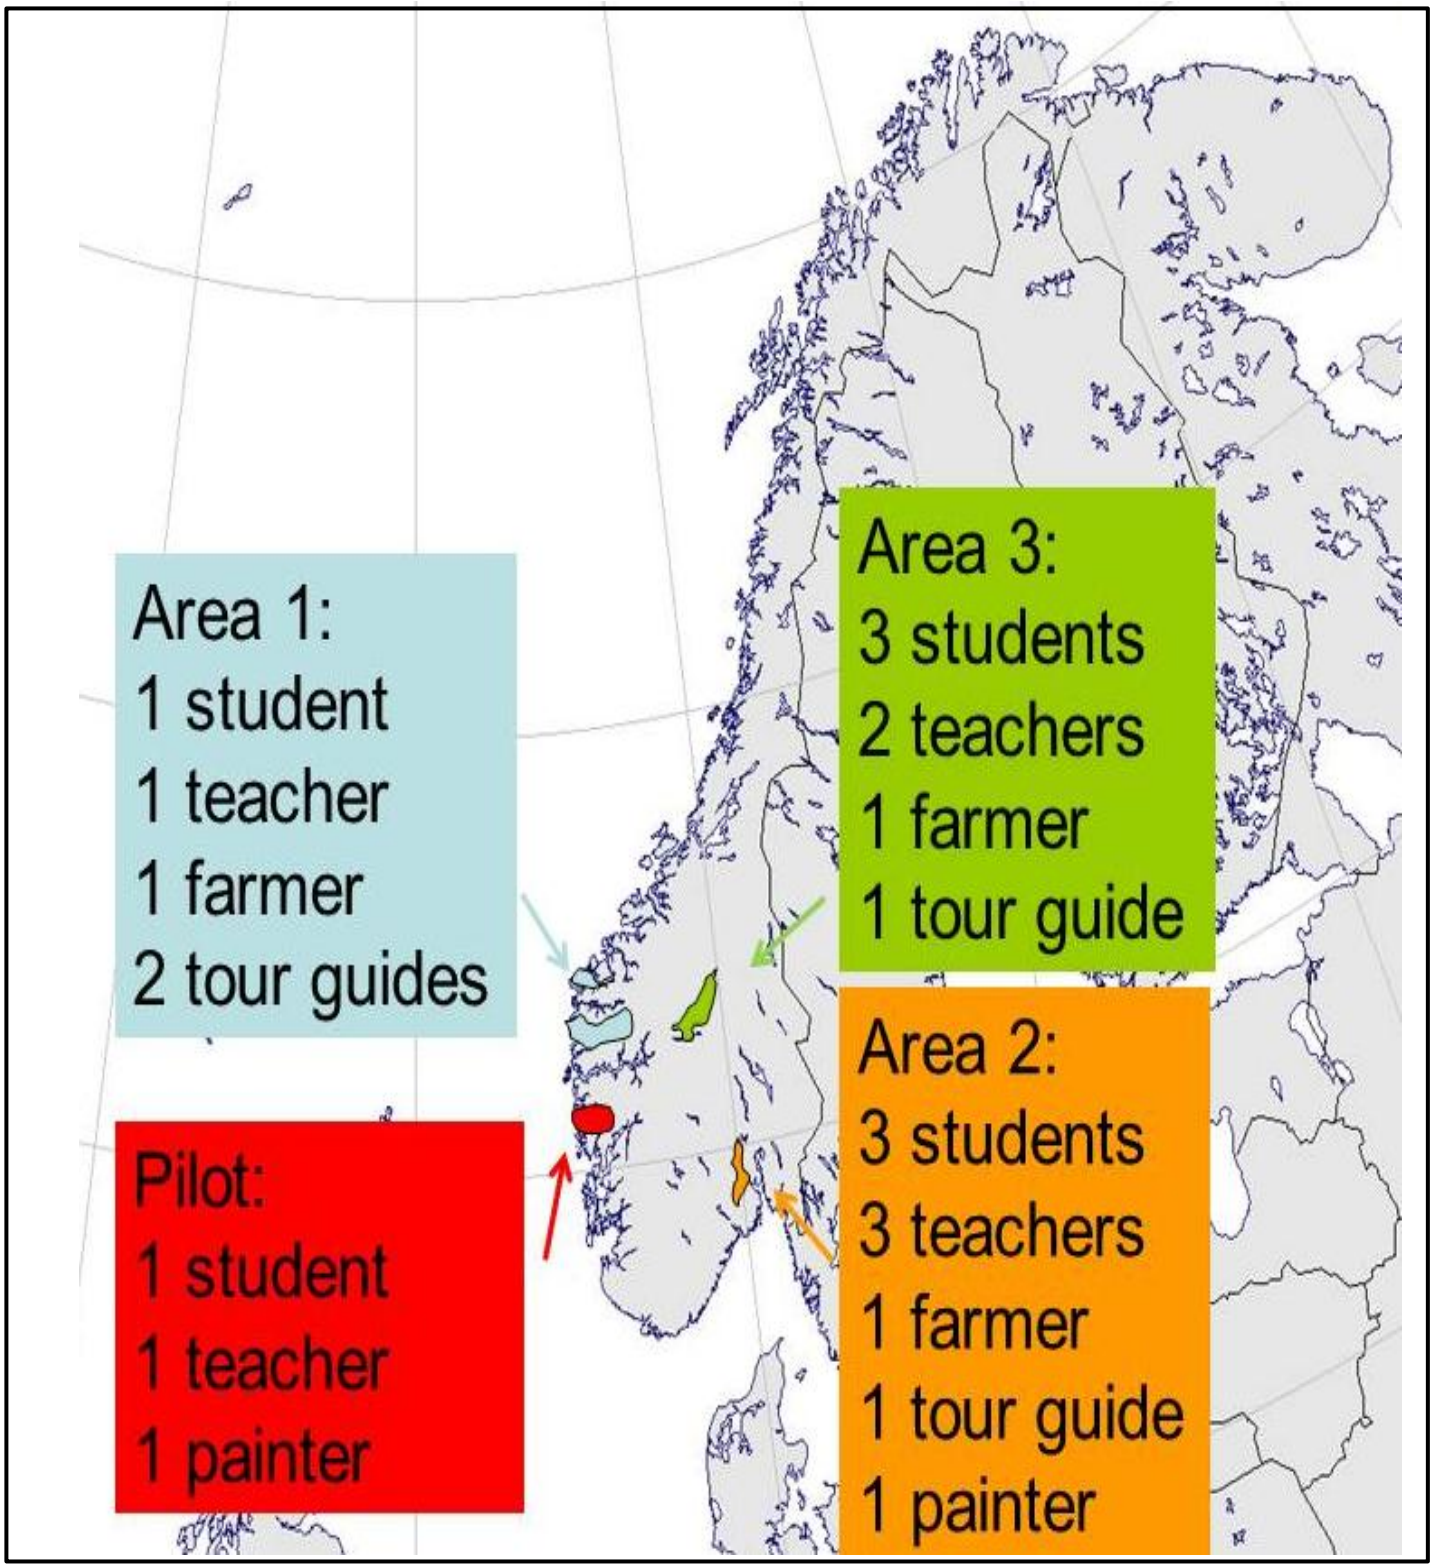 Area 1:
1 student
1 teacher
1 farmer
2 tour guides
Pilot:
1 student
1 teacher
1 painter
Area 3:
3 students
2 teachers
1 farmer
1 tour guide
Area 2:
3 students
3 teachers
1 farmer
1 tour guide
1 painter